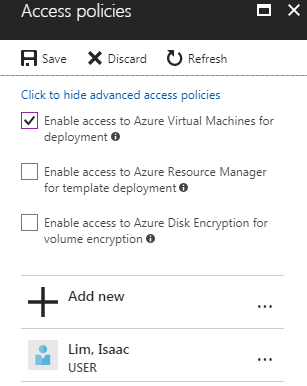 Access policies
Save Discard Refresh
Click to hide advanced access policies
Enable access to Azure Virtual Machines for
deployment
Enable access to Azure Resource Manager
for template deployment
Enable access to Azure Disk Encryption for
volume encryption
Add new
...
Lim, Isaac
...
USER